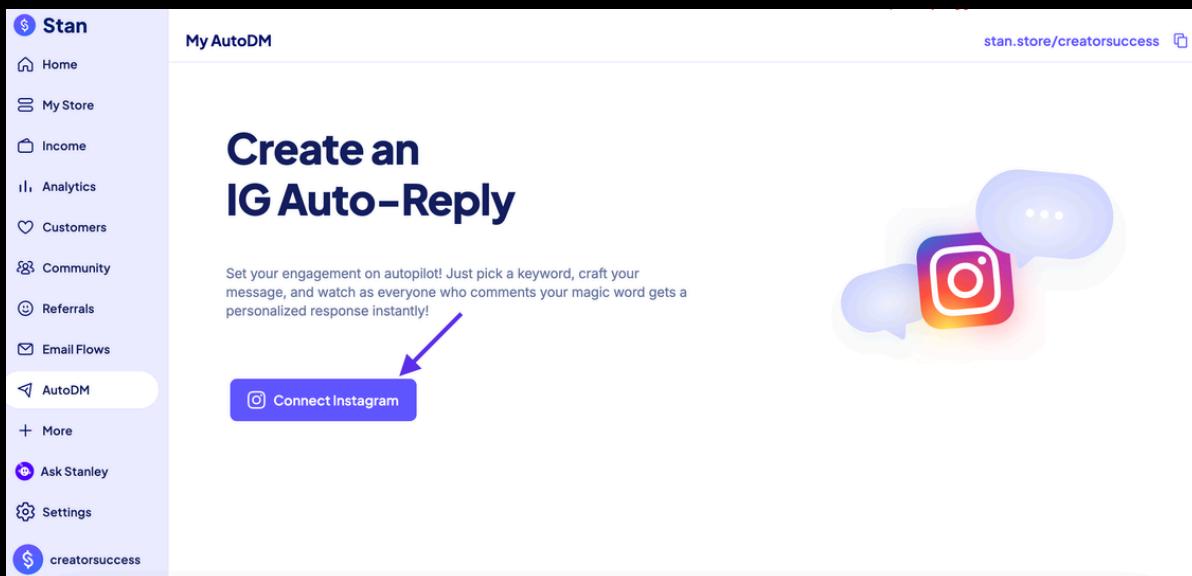 Stan
Home
My Store
Income
Analytics
Customers
Community
Referrals
Email Flows
AutoDM
More
Ask Stanley
Settings
creatorsuccess
My AutoDM
stan.store/creatorsuccess
Create an
IG Auto-Reply
Set your engagement on autopilot! Just pick a keyword, craft your
message, and watch as everyone who comments your magic word gets a
personalized response instantly!
Connect Instagram